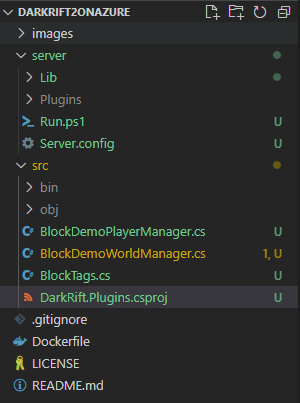 DARKRIFT2ONAZURE
images
server
Lib
Plugins
Run.ps1 U
Server.config U
src
bin
obj
BlockDemoPlayerManager.cs U
BlockDemoWorldManager.cs 1, U
BlockTags.cs U
DarkRift.Plugins.csproj U
.gitignore
Dockerfile
LICENSE
README.md